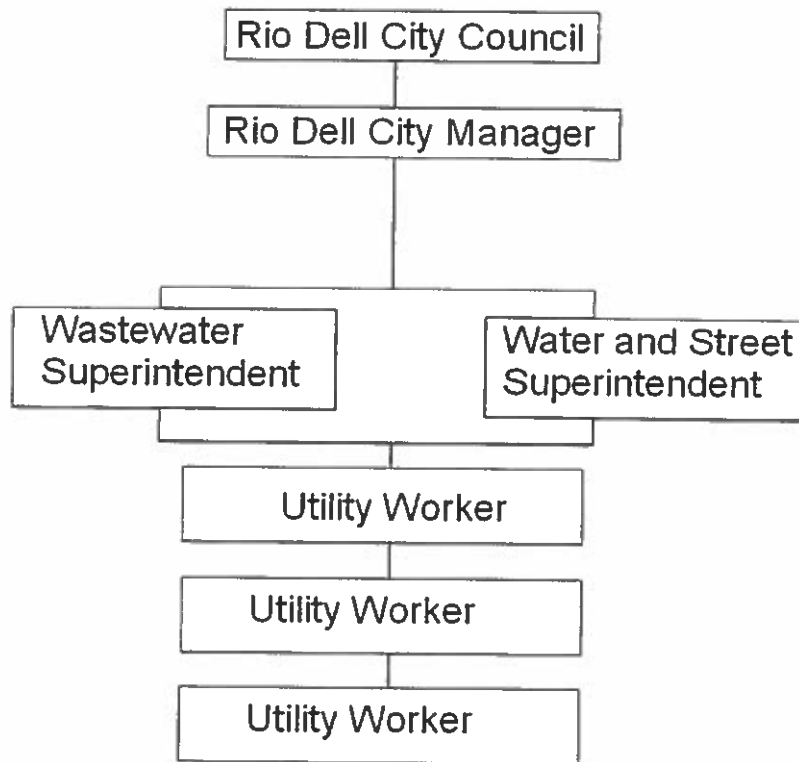 Rio Dell City Council
Rio Dell City Manager
Wastewater
Superintendent
Water and Street
Superintendent
Utility Worker
Utility Worker
Utility Worker